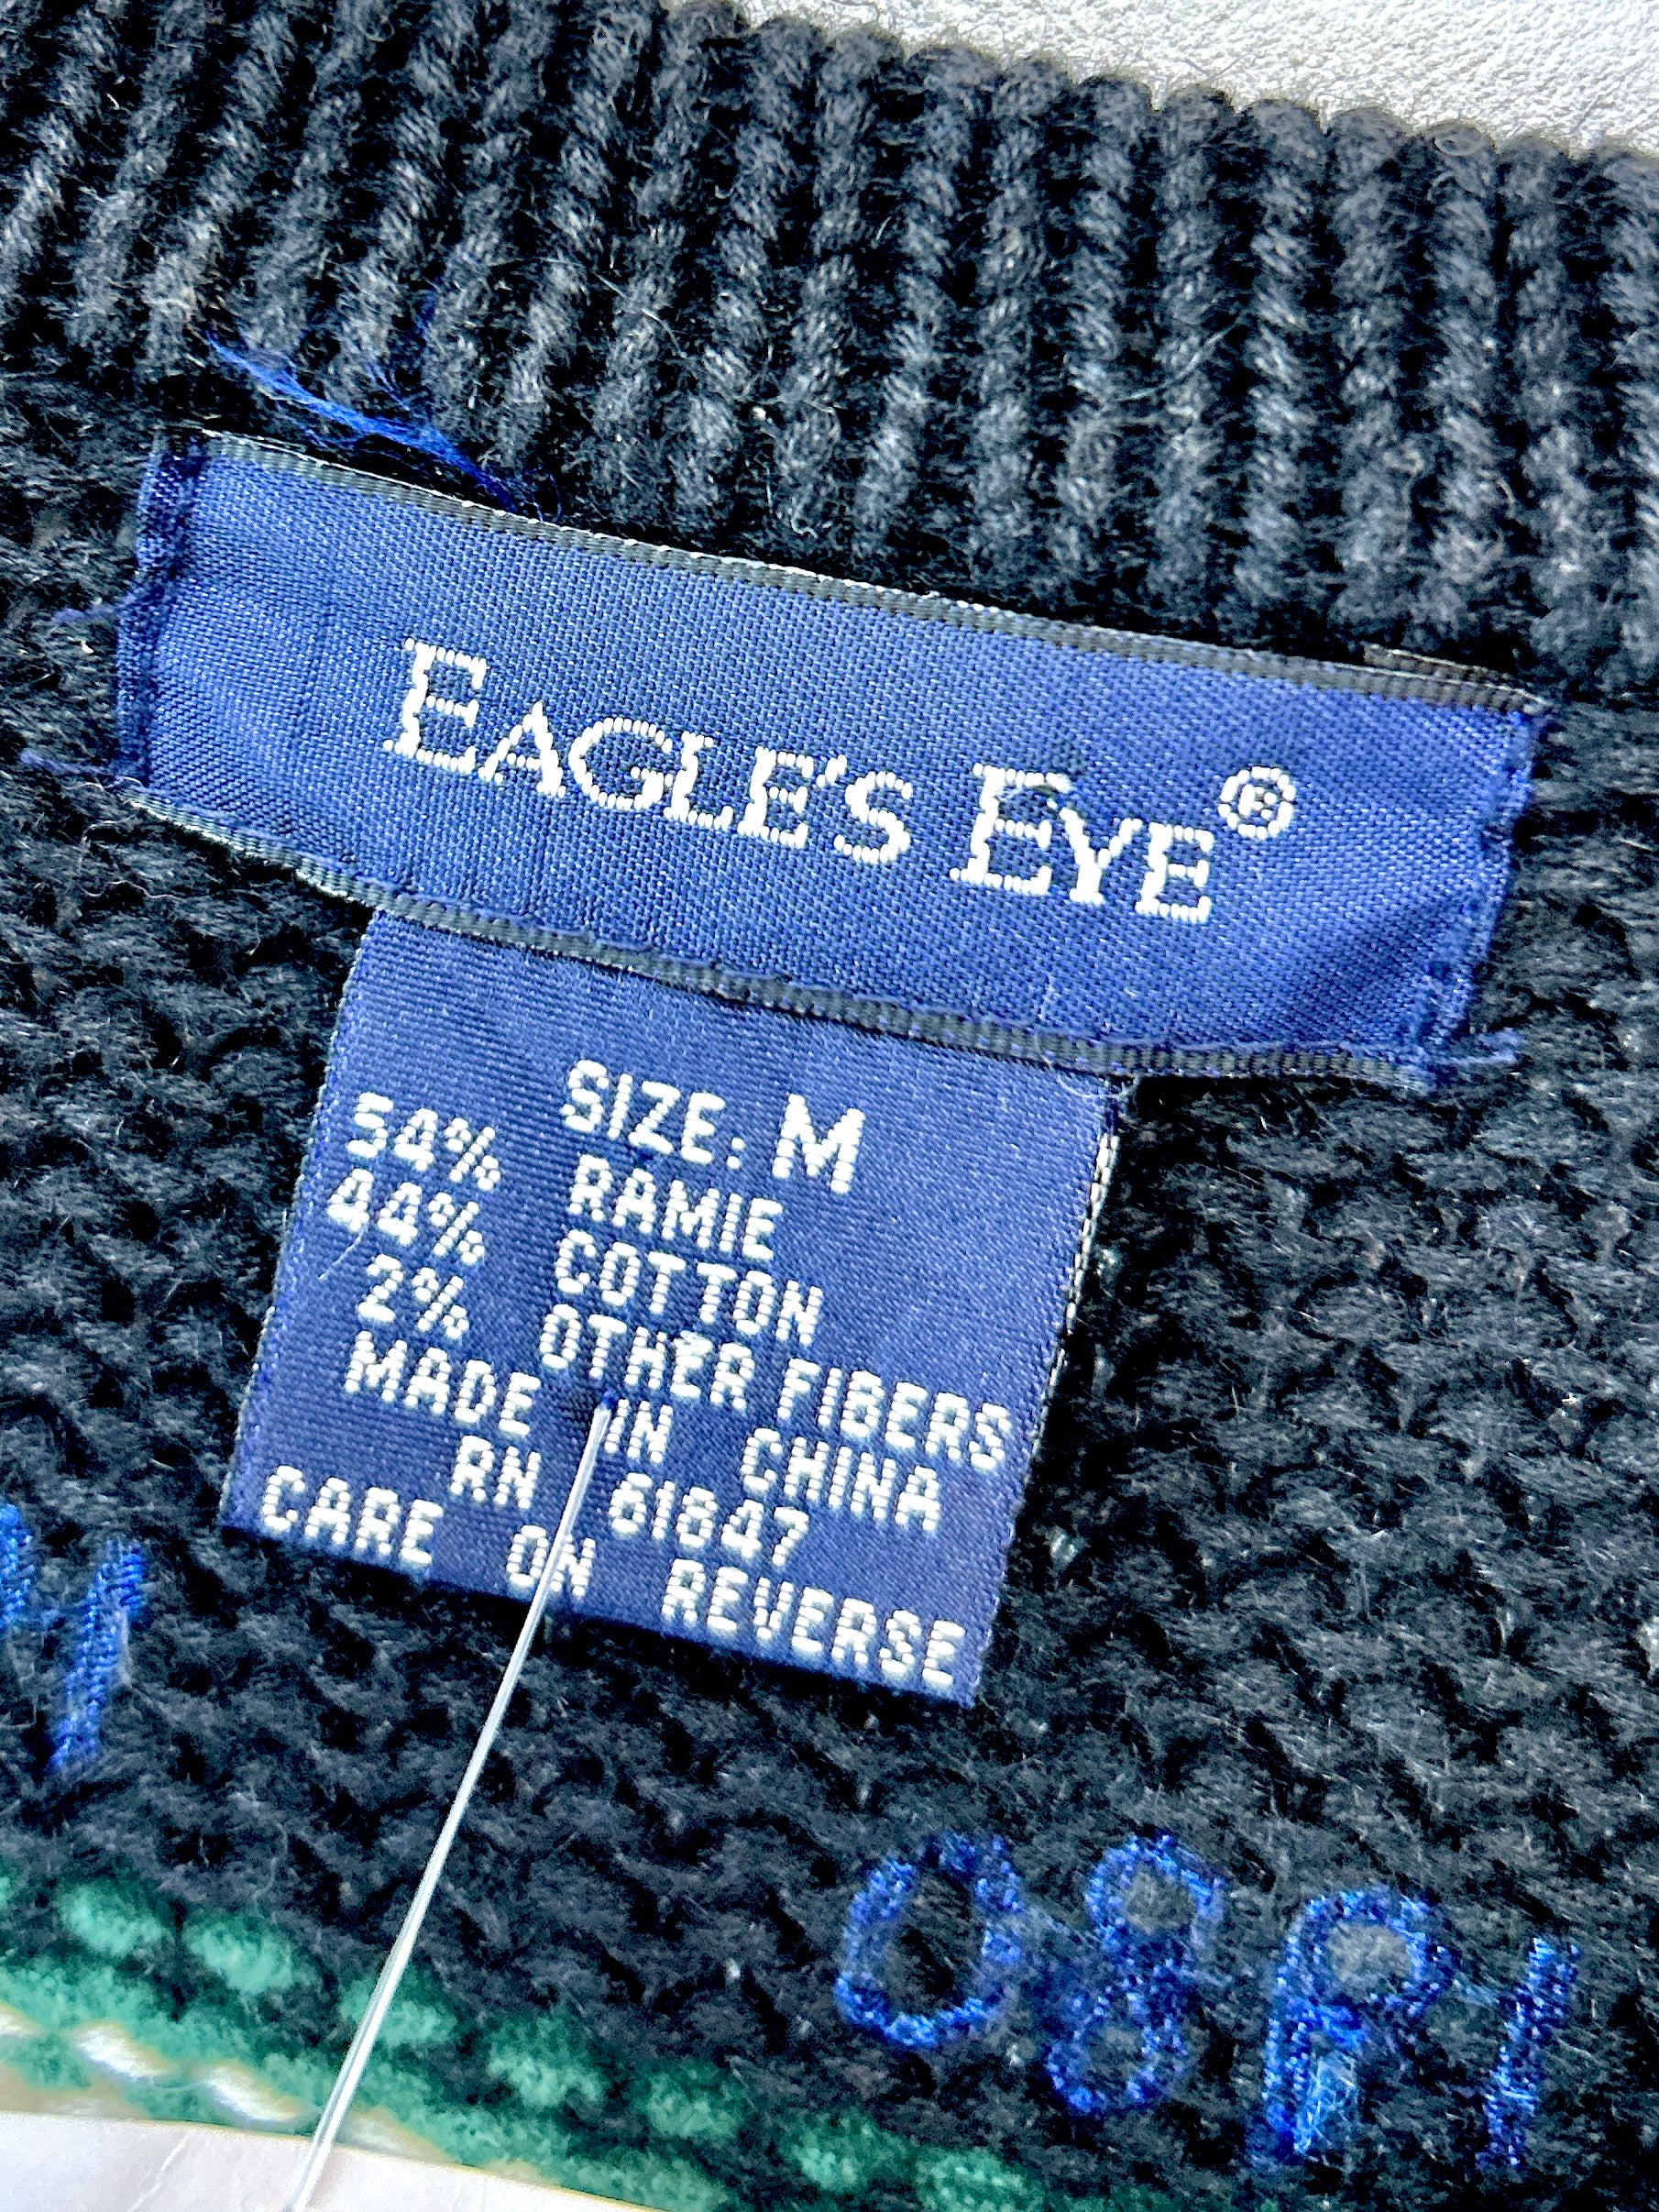 EAGLE'S EYE®
SIZE: M
54% RAMIE
44% COTTON
2% OTHER FIBERS
MADE IN CHINA
RN 61847
CARE ON REVERSE